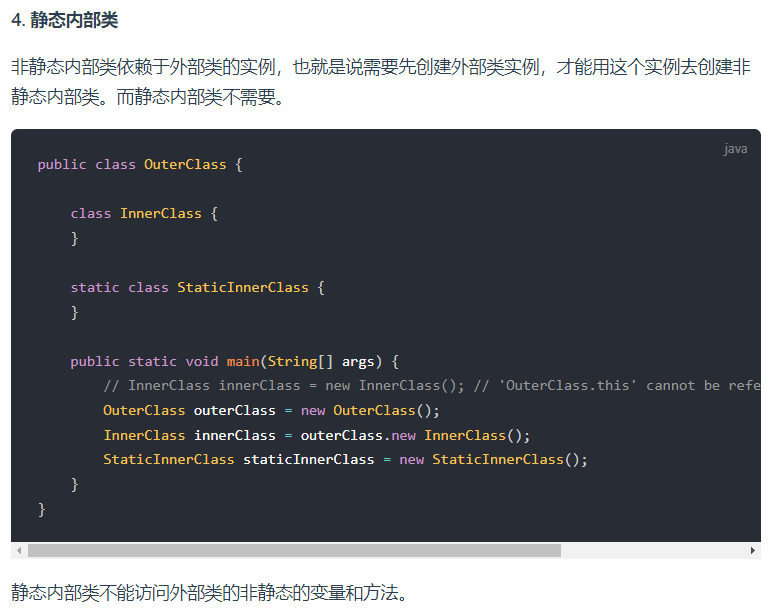 4. 静态内部类
非静态内部类依赖于外部类的实例，也就是说需要先创建外部类实例，才能用这个实例去创建非
静态内部类。而静态内部类不需要。
java
public class OuterClass {
    class InnerClass {
    }
    static class StaticInnerClass {
    }
    public static void main(String[] args) {
        // InnerClass innerClass = new InnerClass(); // 'OuterClass.this' cannot be refe
        OuterClass outerClass = new OuterClass();
        InnerClass innerClass = outerClass.new InnerClass();
        StaticInnerClass staticInnerClass = new StaticInnerClass();
    }
}
静态内部类不能访问外部类的非静态的变量和方法。